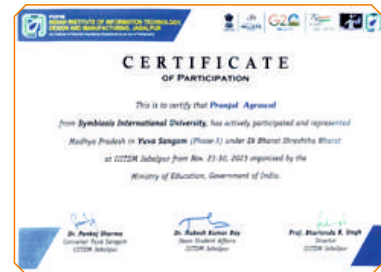 INDIAN INSTITUTE OF INFORMATION TECHNOLOGY,
DESIGN AND MANUFACTURING, JABALPUR
CERTIFICATE
OF PARTICIPATION
This is to certify that Pranjal Agrawal
from Symbiosis International University, has actively participated and represented
Madhya Pradesh in Yuva Sangam (Phase-3) under Ek Bharat Shreshtha Bharat
at IIITDM Jabalpur from Nov. 23-30, 2023 organised by the
Ministry of Education, Government of India.
Dr. Pankaj Sharma
Convener Yuva Sangam
IIITDM Jabalpur
Dr. Mukesh Kumar Roy
Dean Student Affairs
IIITDM Jabalpur
Prof. Bhartendu K. Singh
Director
IIITDM Jabalpur